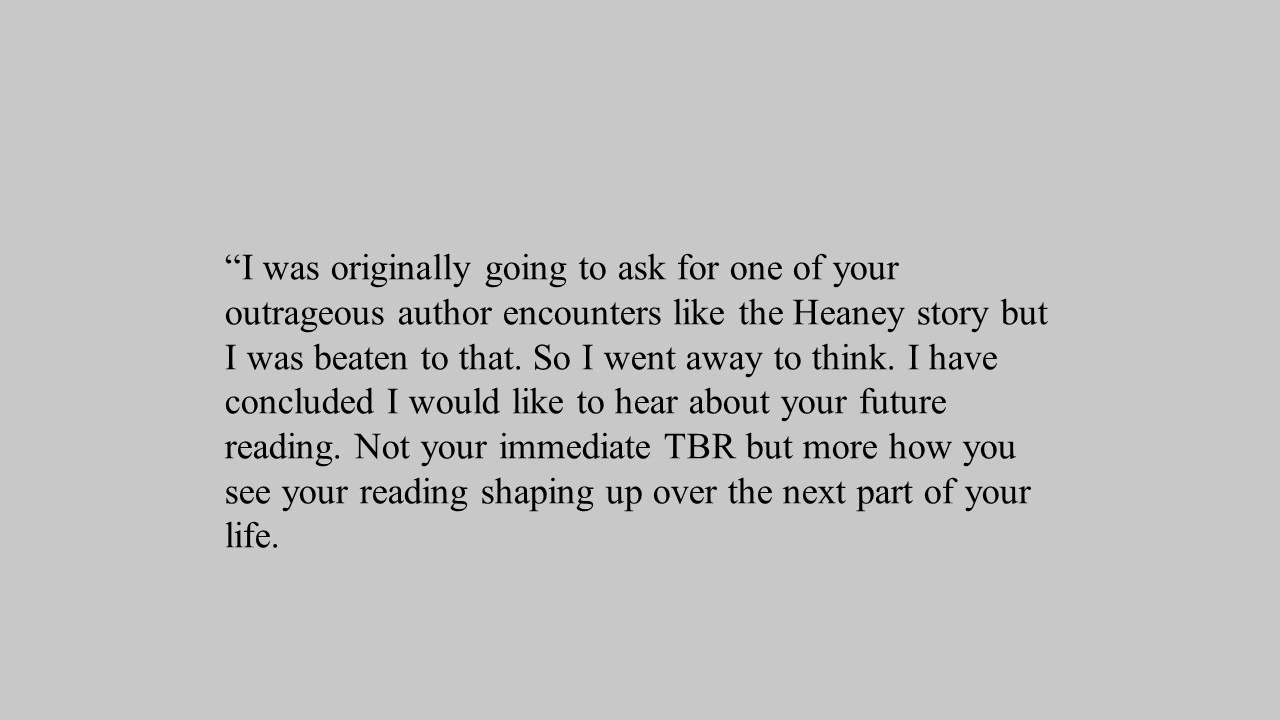 “I was originally going to ask for one of your
outrageous author encounters like the Heaney story but
I was beaten to that. So I went away to think. I have
concluded I would like to hear about your future
reading. Not your immediate TBR but more how you
see your reading shaping up over the next part of your
life.